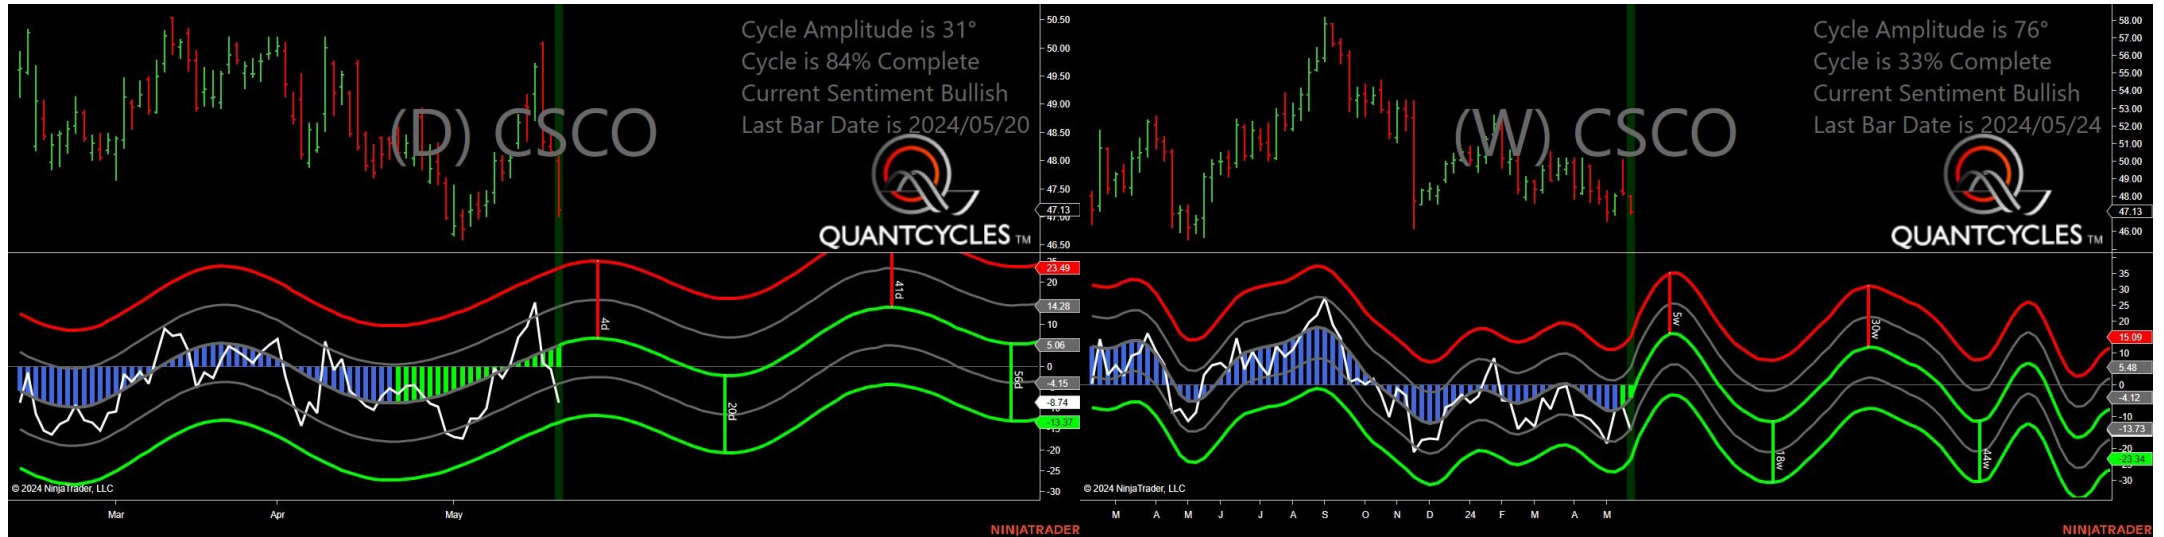 Cycle Amplitude is 31°
Cycle is 84% Complete
Current Sentiment Bullish
Last Bar Date is 2024/05/20
(D) CSCO
QUANTCYCLES TM
50.50
50.00
49.50
49.00
48.50
48.00
47.50
47.13
47.00
46.50
23.49
20
14.28
10
5.06
0
-4.15
-8.74
-13.37
-20
-25
-30
4d
20d
41d
56d
© 2024 NinjaTrader, LLC
Mar Apr May
NINJATRADER
Cycle Amplitude is 76°
Cycle is 33% Complete
Current Sentiment Bullish
Last Bar Date is 2024/05/24
(W) CSCO
QUANTCYCLES TM
58.00
57.00
56.00
55.00
54.00
53.00
52.00
51.00
50.00
49.00
48.00
47.13
46.00
35
30
25
20
15.09
10
5.48
0
-4.12
-10
-13.73
-20
-23.34
-30
5w
18w
30w
44w
© 2024 NinjaTrader, LLC
M A M J J A S O N D 24 F M A M
NINJATRADER